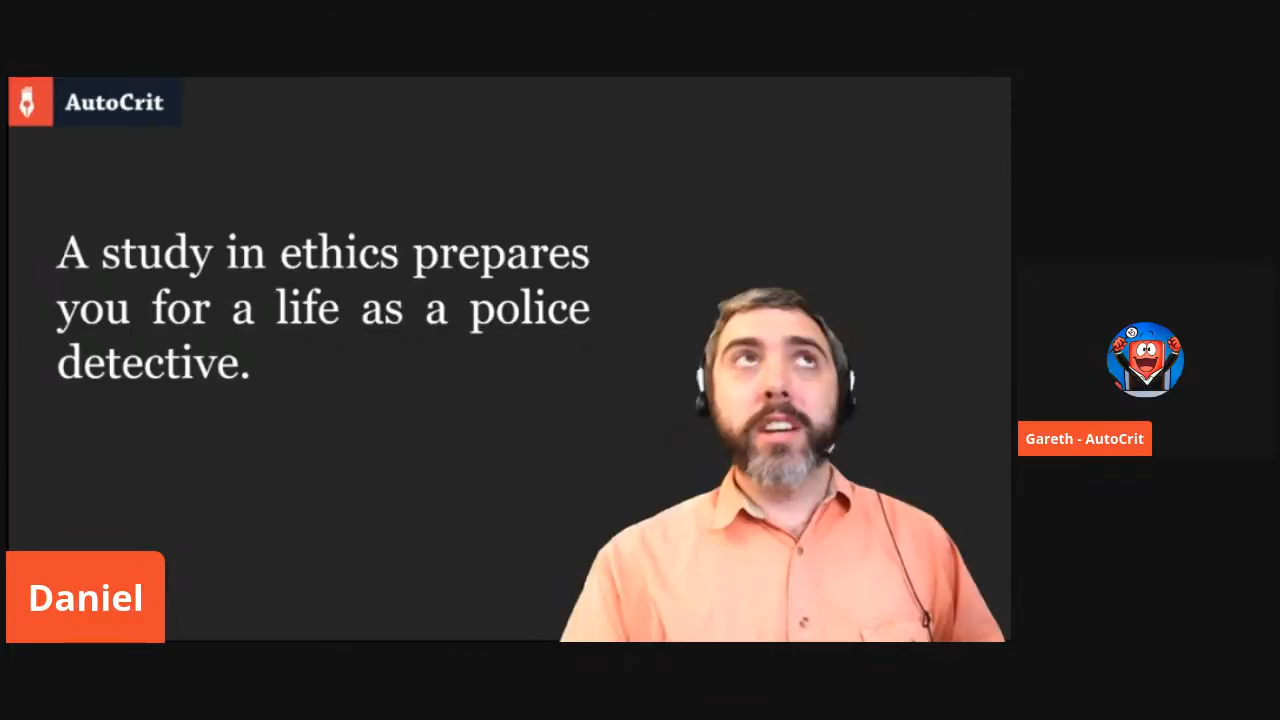 AutoCrit
A study in ethics prepares
you for a life as a police
detective.
Daniel
Gareth - AutoCrit